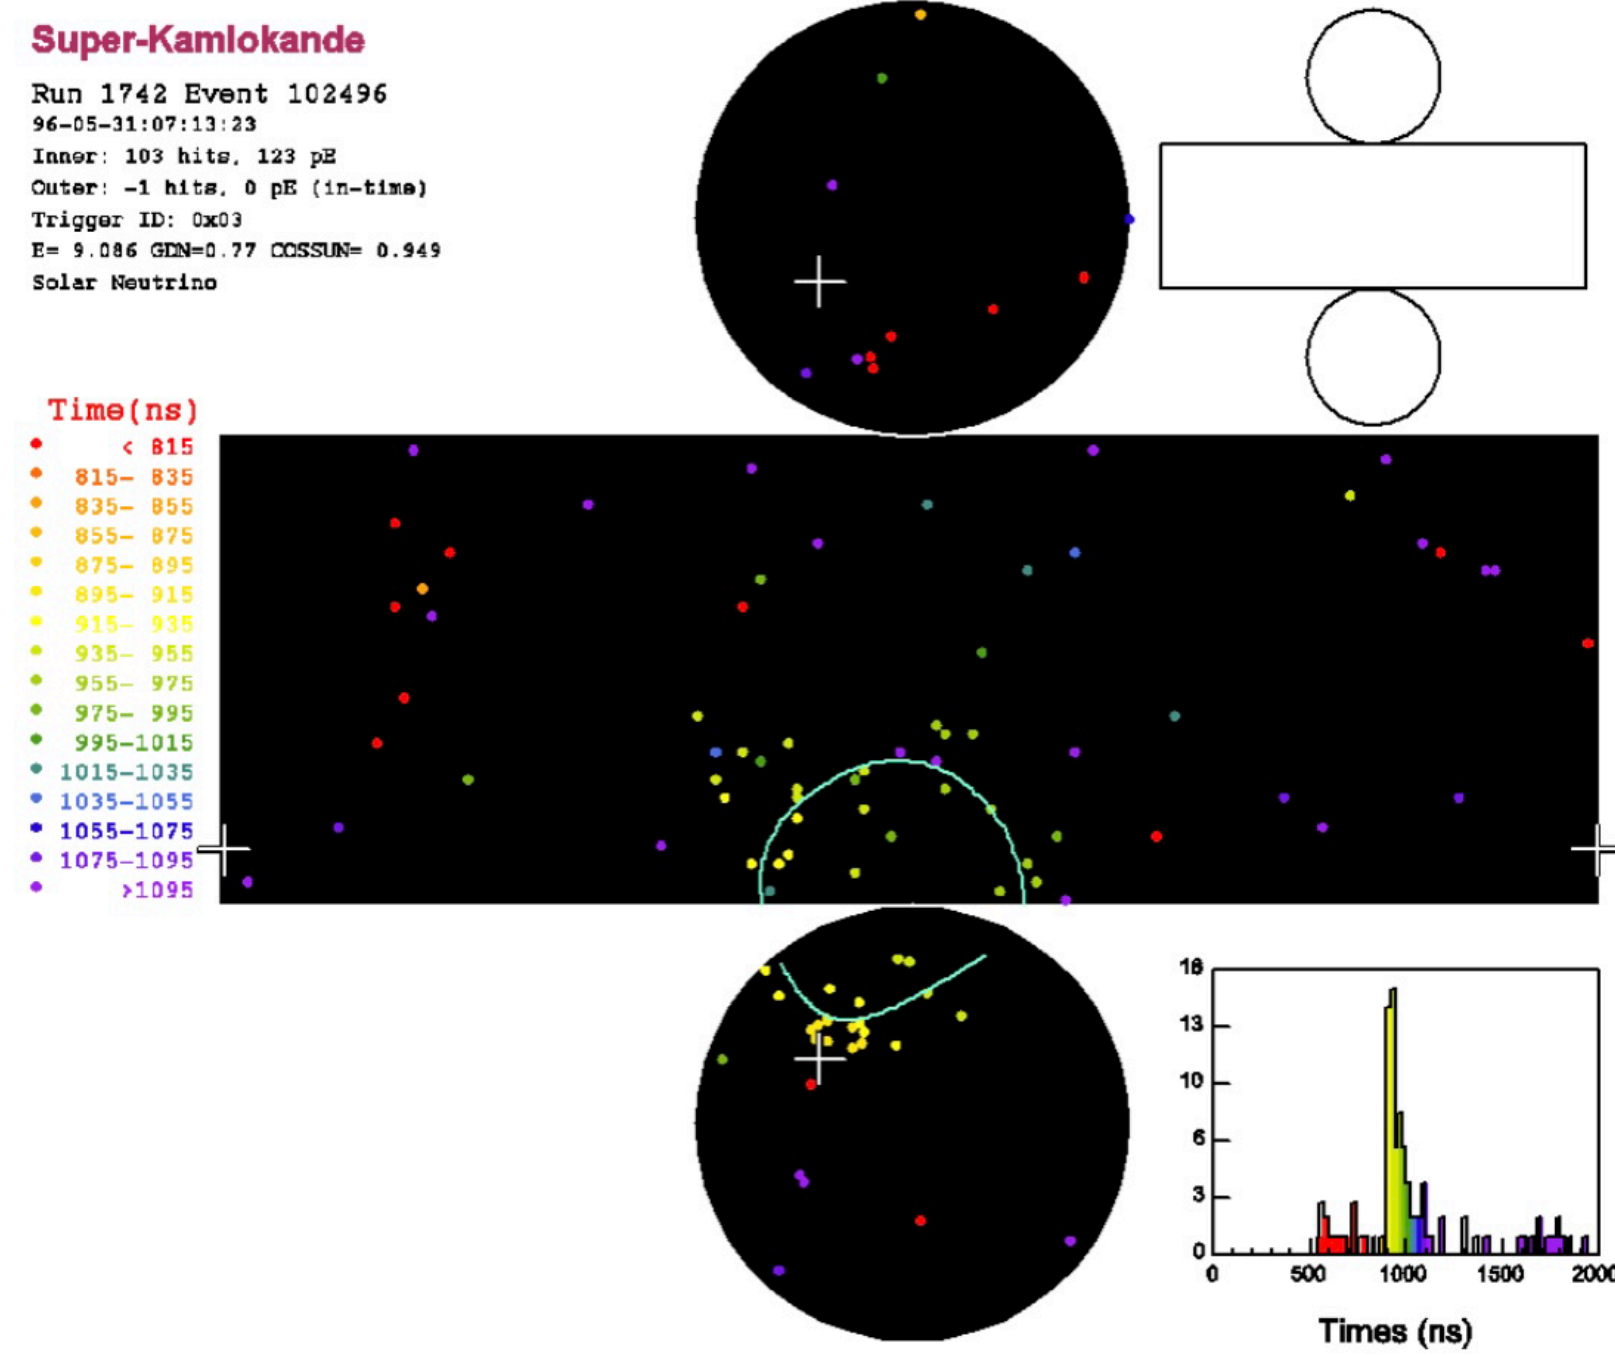 Super-Kamlokande
Run 1742 Event 102496
96-05-31:07:13:23
Inner: 103 hits, 123 pE
Outer: -1 hits, 0 pE (in-time)
Trigger ID: 0x03
E= 9.086 GDN=0.77 COSSUN= 0.949
Solar Neutrino
Time(ns)
< 815
815- 835
835- 855
855- 875
875- 895
895- 915
915- 935
935- 955
955- 975
975- 995
995-1015
1015-1035
1035-1055
1055-1075
1075-1095
>1095
16
13
10
6
3
0
0 500 1000 1500 2000
Times (ns)